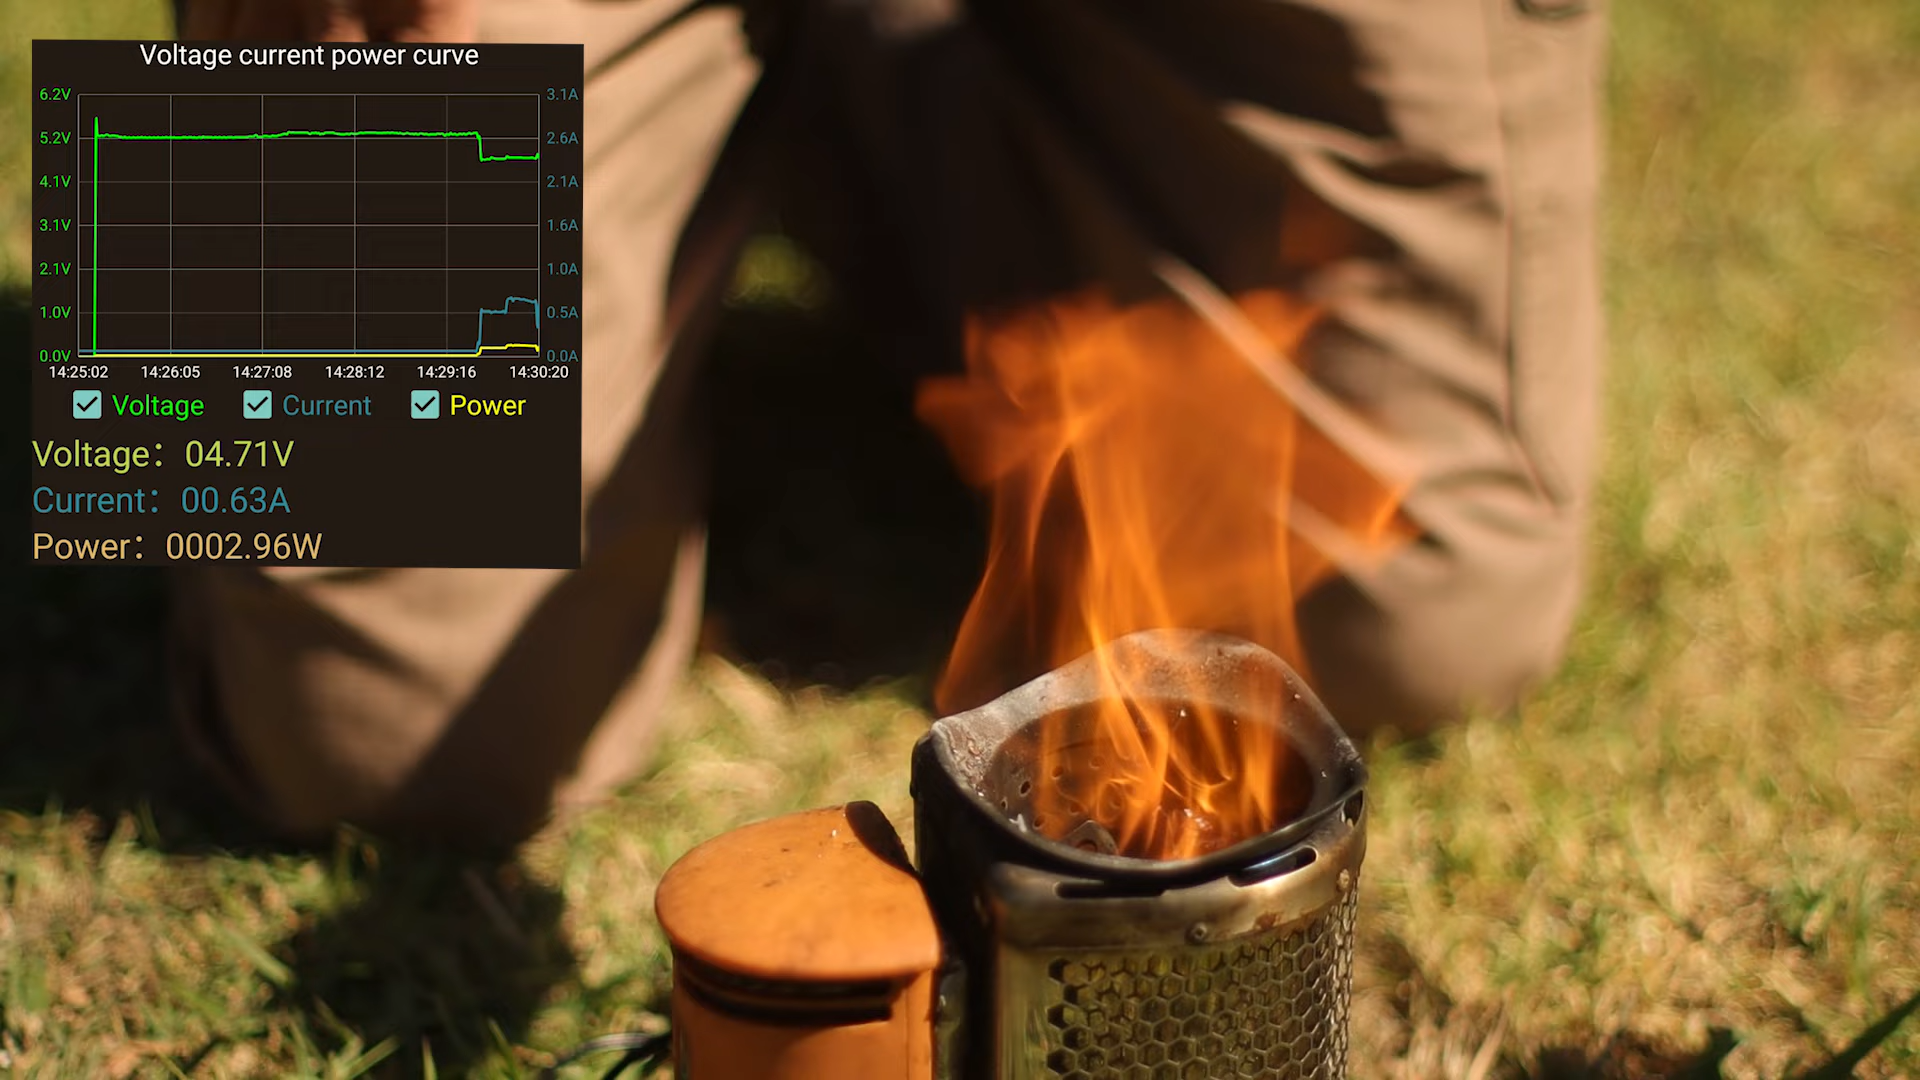 Voltage current power curve
6.2V 3.1A
5.2V 2.6A
4.1V 2.1A
3.1V 1.6A
2.1V 1.0A
1.0V 0.5A
0.0V 0.0A
14:25:02 14:26:05 14:27:08 14:28:12 14:29:16 14:30:20
Voltage Current Power
Voltage: 04.71V
Current: 00.63A
Power: 0002.96W